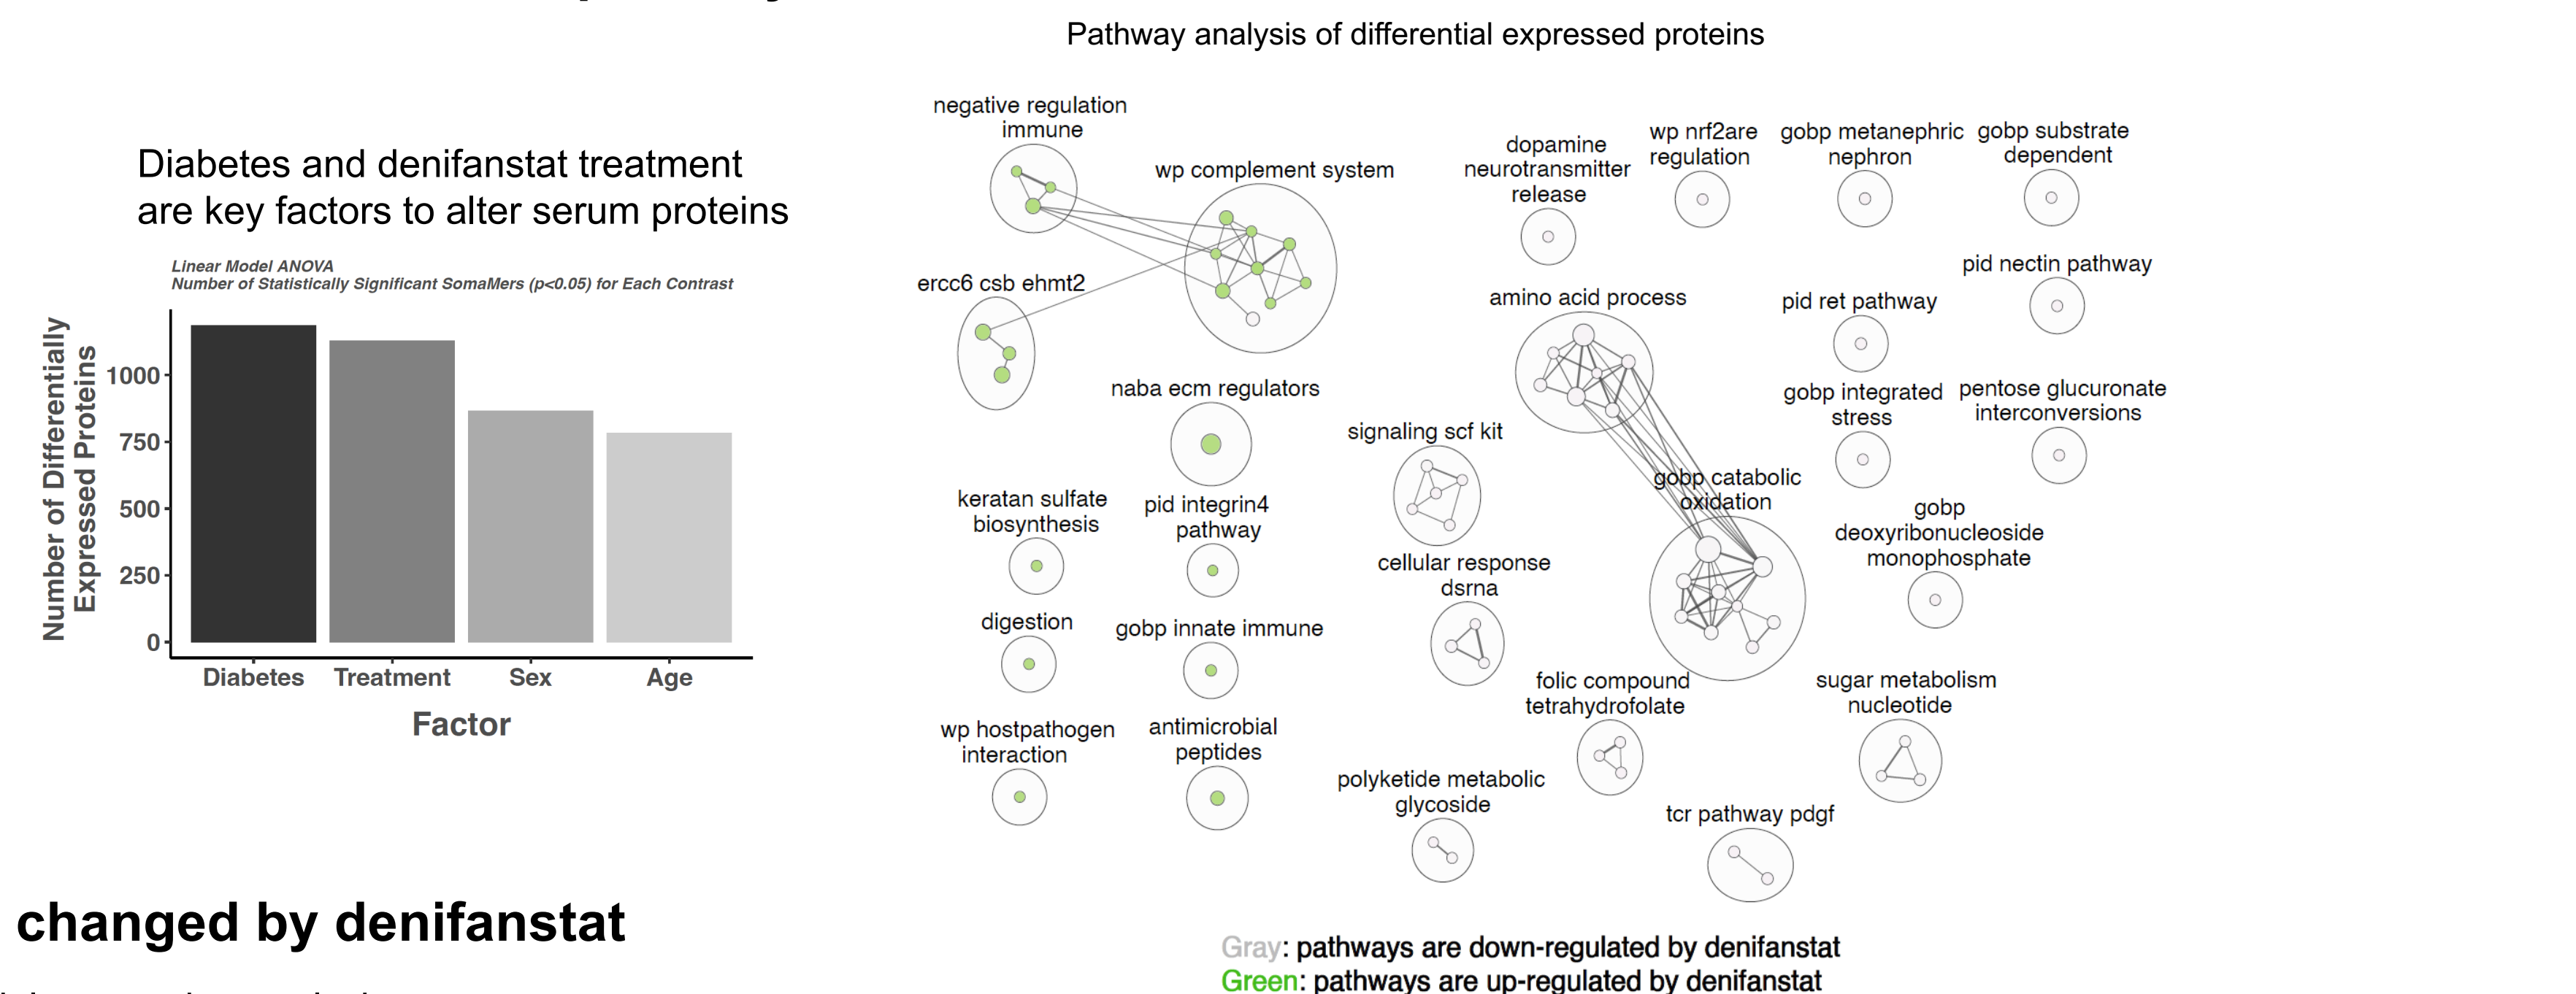 Pathway analysis of differential expressed proteins
Diabetes and denifanstat treatment
are key factors to alter serum proteins
Linear Model ANOVA
Number of Statistically Significant SomaMers (p<0.05) for Each Contrast
Number of Differentially
Expressed Proteins
1000
750
500
250
0
Diabetes
Treatment
Sex
Age
Factor
changed by denifanstat
negative regulation
immune
wp complement system
ercc6 csb ehmt2
naba ecm regulators
keratan sulfate
biosynthesis
pid integrin4
pathway
digestion
gobp innate immune
wp hostpathogen
interaction
antimicrobial
peptides
dopamine
neurotransmitter
release
wp nrf2are
regulation
gobp metanephric
nephron
gobp substrate
dependent
pid nectin pathway
amino acid process
pid ret pathway
gobp integrated
stress
pentose glucuronate
interconversions
signaling scf kit
gobp catabolic
oxidation
gobp
deoxyribonucleoside
monophosphate
cellular response
dsrna
folic compound
tetrahydrofolate
sugar metabolism
nucleotide
polyketide metabolic
glycoside
tcr pathway pdgf
Gray: pathways are down-regulated by denifanstat
Green: pathways are up-regulated by denifanstat